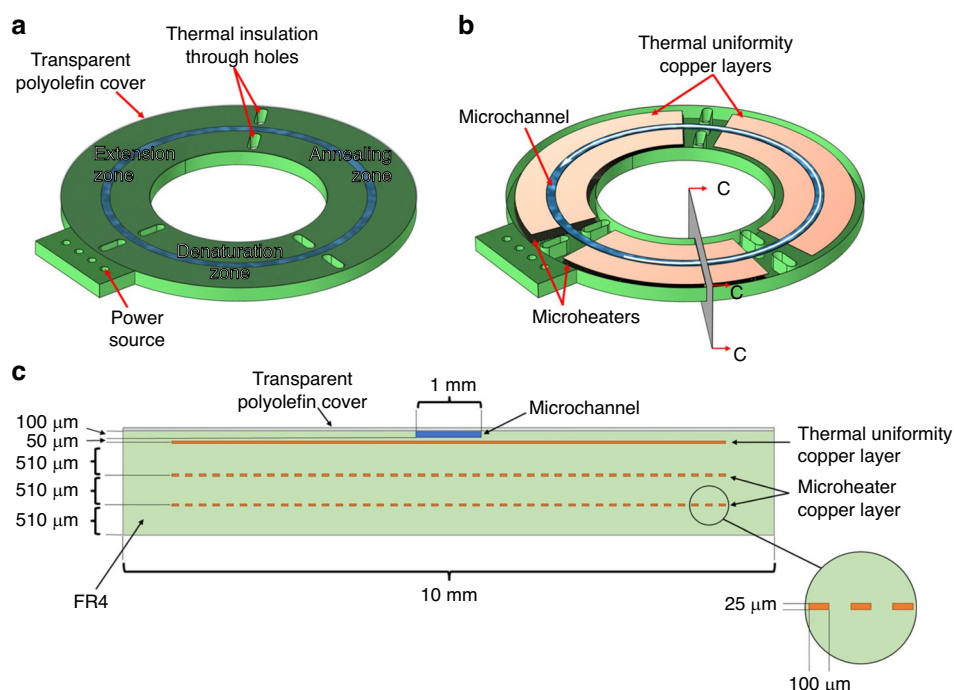 a
Thermal insulation
through holes
Transparent
polyolefin cover
Extension
zone
Annealing
zone
Denaturation
zone
Power
source
b
Thermal uniformity
copper layers
Microchannel
C
C
C
Microheaters
c
Transparent
polyolefin cover
1 mm
Microchannel
100 μm
50 μm
510 μm
510 μm
510 μm
Thermal uniformity
copper layer
Microheater
copper layer
FR4
10 mm
25 μm
100 μm